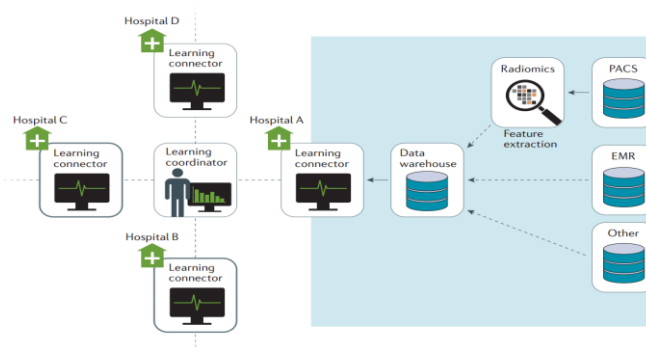 Hospital D
Learning
connector
Hospital C
Learning
connector
Learning
coordinator
Hospital A
Learning
connector
Data
warehouse
Radiomics
Feature
extraction
PACS
EMR
Other
Hospital B
Learning
connector